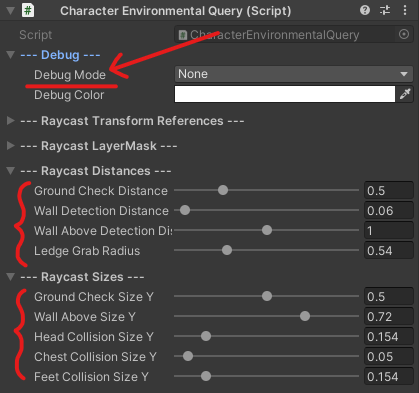 Character Environmental Query (Script)
Script CharacterEnvironmentalQuery
--- Debug ---
Debug Mode None
Debug Color
--- Raycast Transform References ---
--- Raycast LayerMask ---
--- Raycast Distances ---
Ground Check Distance 0.5
Wall Detection Distance 0.06
Wall Above Detection Di 1
Ledge Grab Radius 0.54
--- Raycast Sizes ---
Ground Check Size Y 0.5
Wall Above Size Y 0.72
Head Collision Size Y 0.154
Chest Collision Size Y 0.05
Feet Collision Size Y 0.154